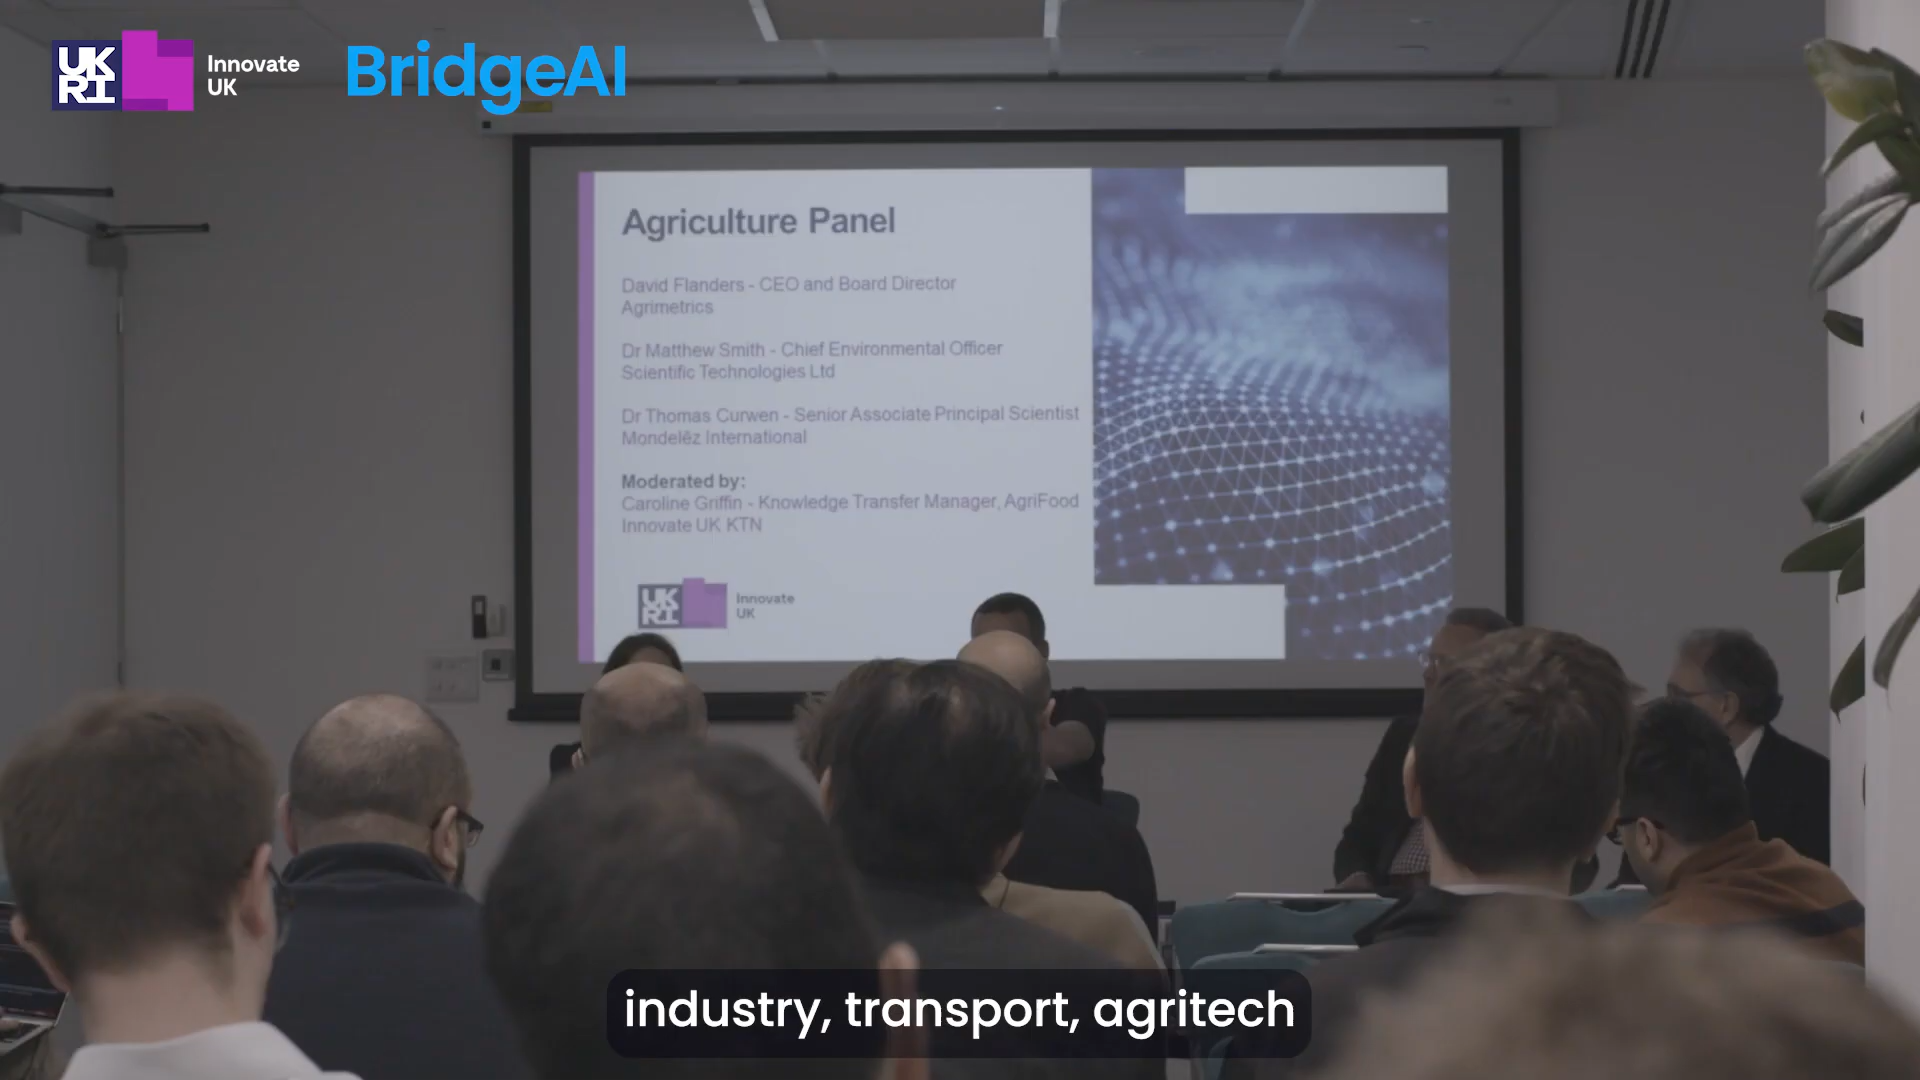 UK
RI
Innovate
UK
BridgeAI
Agriculture Panel
David Flanders - CEO and Board Director
Agrimetrics
Dr Matthew Smith - Chief Environmental Officer
Scientific Technologies Ltd
Dr Thomas Curwen - Senior Associate Principal Scientist
Mondelēz International
Moderated by:
Caroline Griffin - Knowledge Transfer Manager, AgriFood
Innovate UK KTN
UK
RI
Innovate
UK
industry, transport, agritech